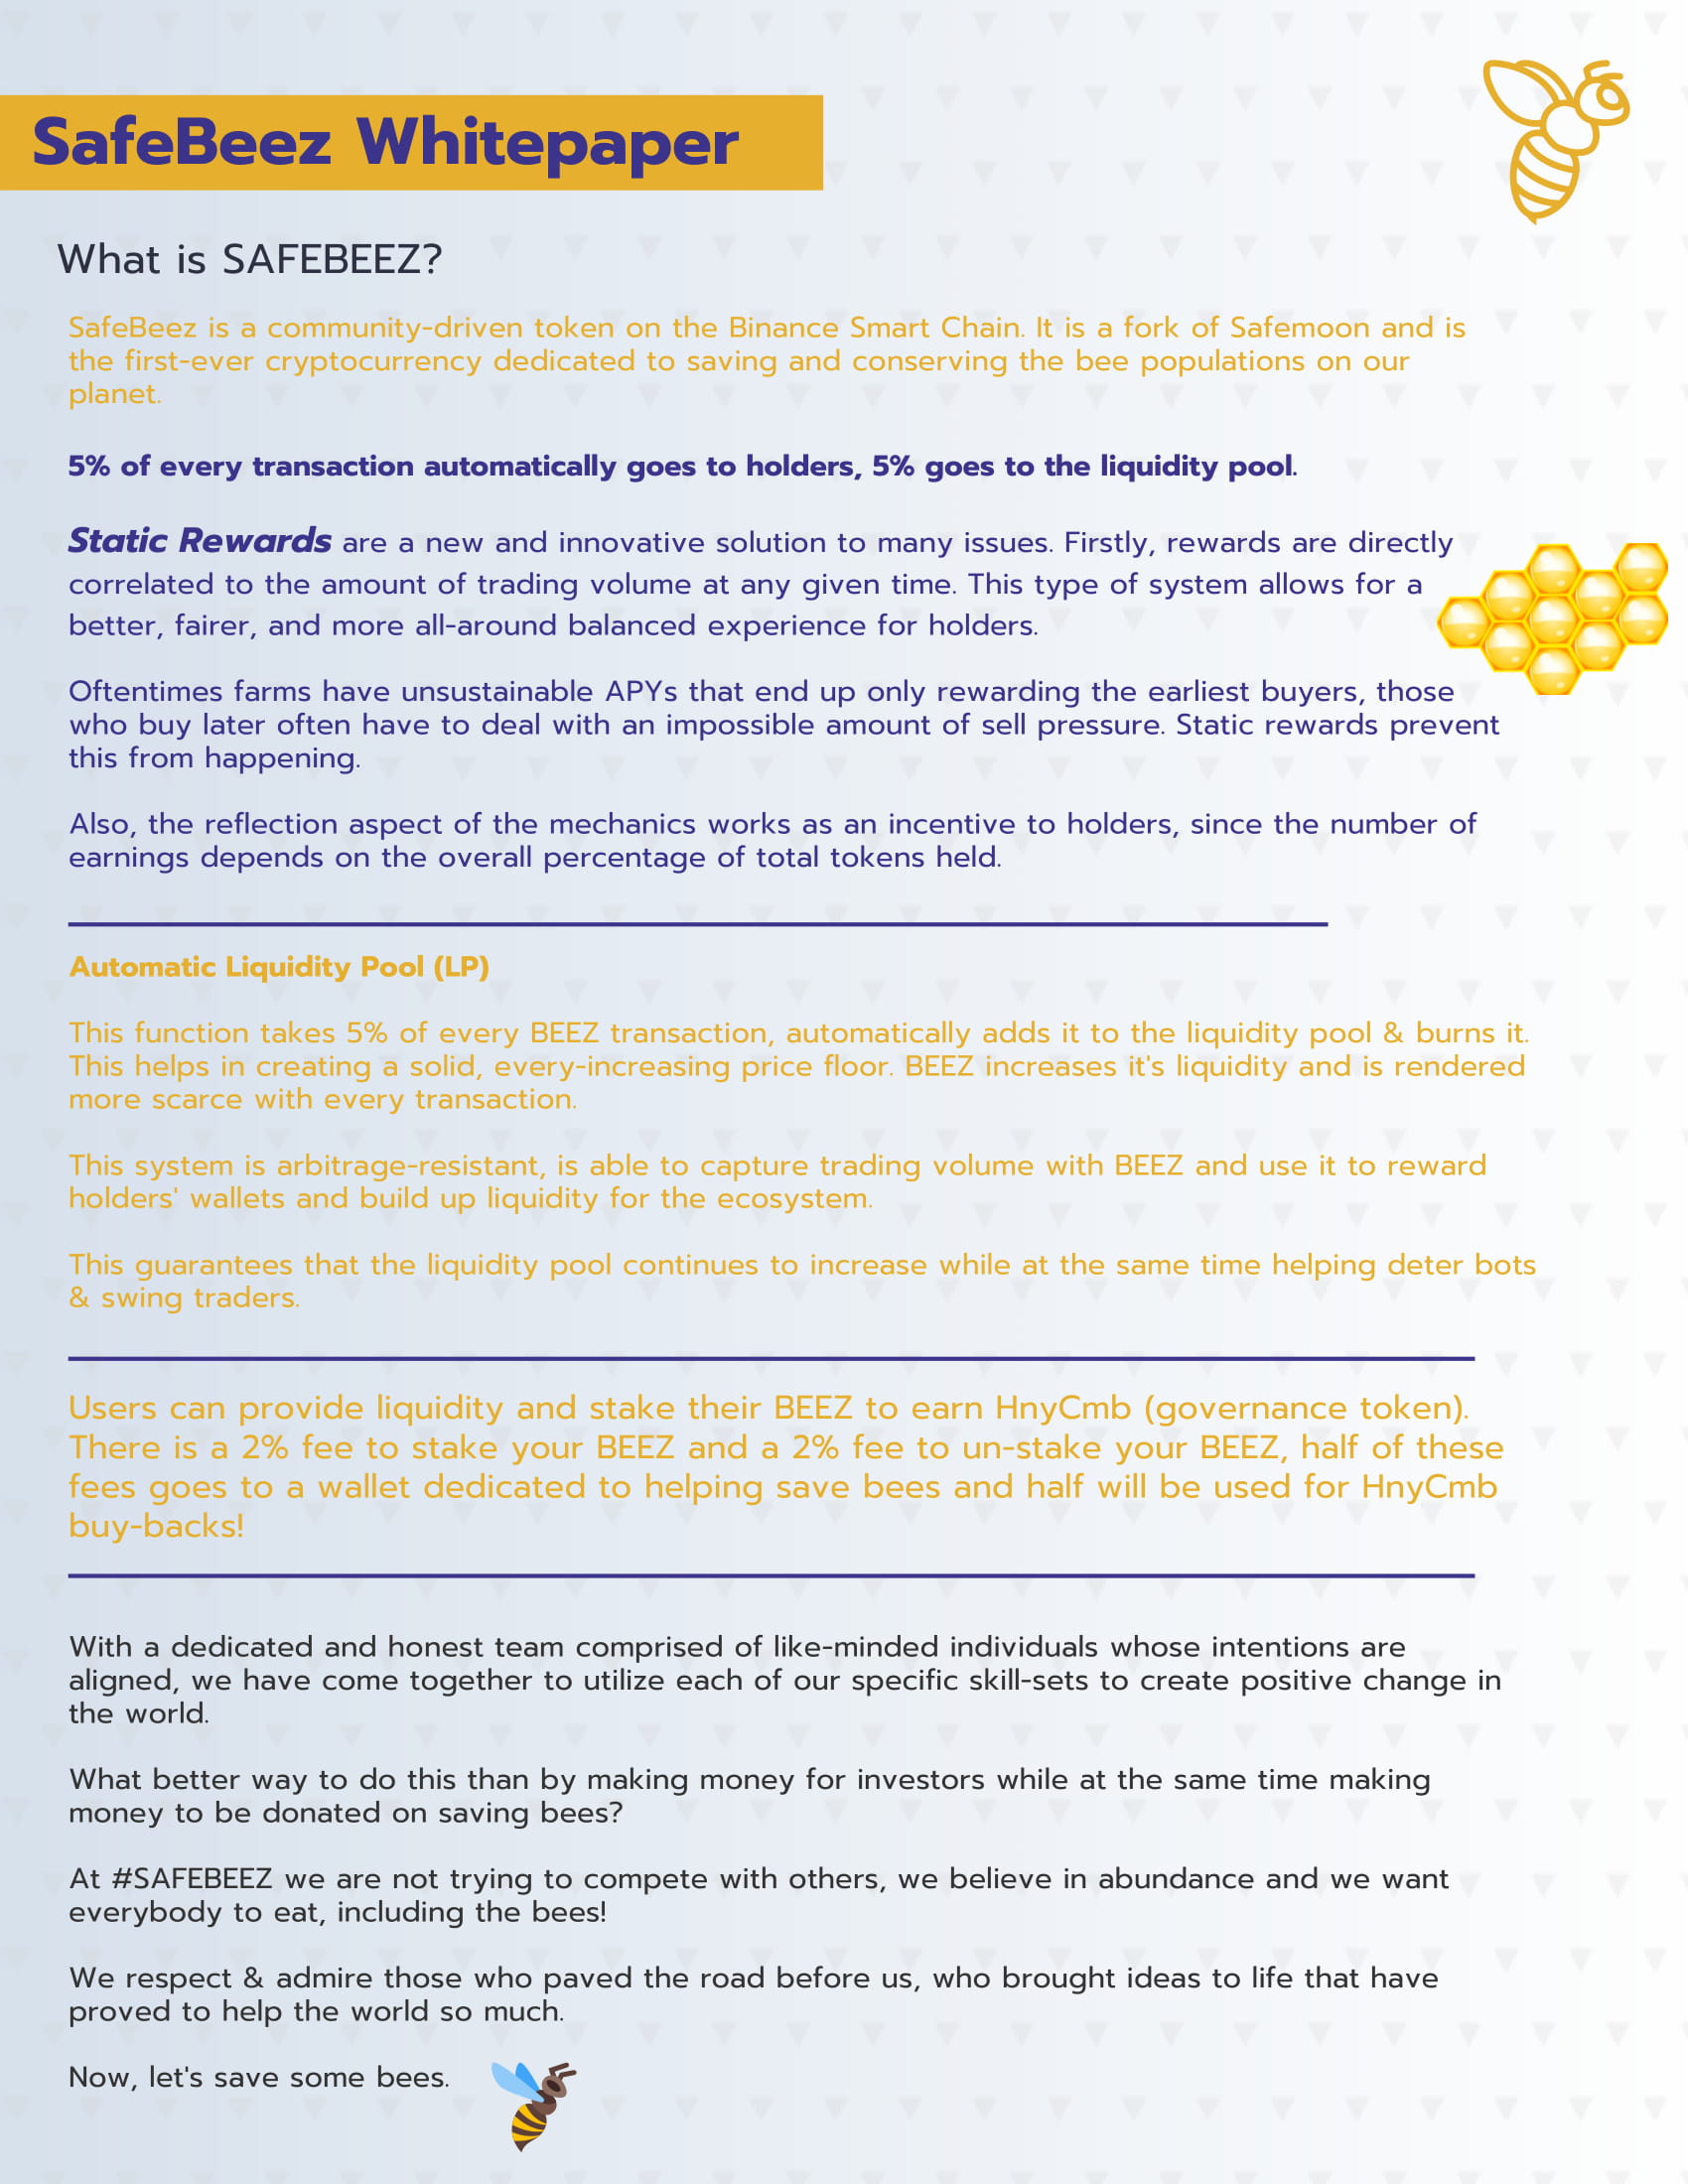 SafeBeez Whitepaper
What is SAFEBEEZ?
SafeBeez is a community-driven token on the Binance Smart Chain. It is a fork of Safemoon and is
the first-ever cryptocurrency dedicated to saving and conserving the bee populations on our
planet.
5% of every transaction automatically goes to holders, 5% goes to the liquidity pool.
Static Rewards are a new and innovative solution to many issues. Firstly, rewards are directly
correlated to the amount of trading volume at any given time. This type of system allows for a
better, fairer, and more all-around balanced experience for holders.
Oftentimes farms have unsustainable APYs that end up only rewarding the earliest buyers, those
who buy later often have to deal with an impossible amount of sell pressure. Static rewards prevent
this from happening.
Also, the reflection aspect of the mechanics works as an incentive to holders, since the number of
earnings depends on the overall percentage of total tokens held.
Automatic Liquidity Pool (LP)
This function takes 5% of every BEEZ transaction, automatically adds it to the liquidity pool & burns it.
This helps in creating a solid, every-increasing price floor. BEEZ increases it's liquidity and is rendered
more scarce with every transaction.
This system is arbitrage-resistant, is able to capture trading volume with BEEZ and use it to reward
holders' wallets and build up liquidity for the ecosystem.
This guarantees that the liquidity pool continues to increase while at the same time helping deter bots
& swing traders.
Users can provide liquidity and stake their BEEZ to earn HnyCmb (governance token).
There is a 2% fee to stake your BEEZ and a 2% fee to un-stake your BEEZ, half of these
fees goes to a wallet dedicated to helping save bees and half will be used for HnyCmb
buy-backs!
With a dedicated and honest team comprised of like-minded individuals whose intentions are
aligned, we have come together to utilize each of our specific skill-sets to create positive change in
the world.
What better way to do this than by making money for investors while at the same time making
money to be donated on saving bees?
At #SAFEBEEZ we are not trying to compete with others, we believe in abundance and we want
everybody to eat, including the bees!
We respect & admire those who paved the road before us, who brought ideas to life that have
proved to help the world so much.
Now, let's save some bees.